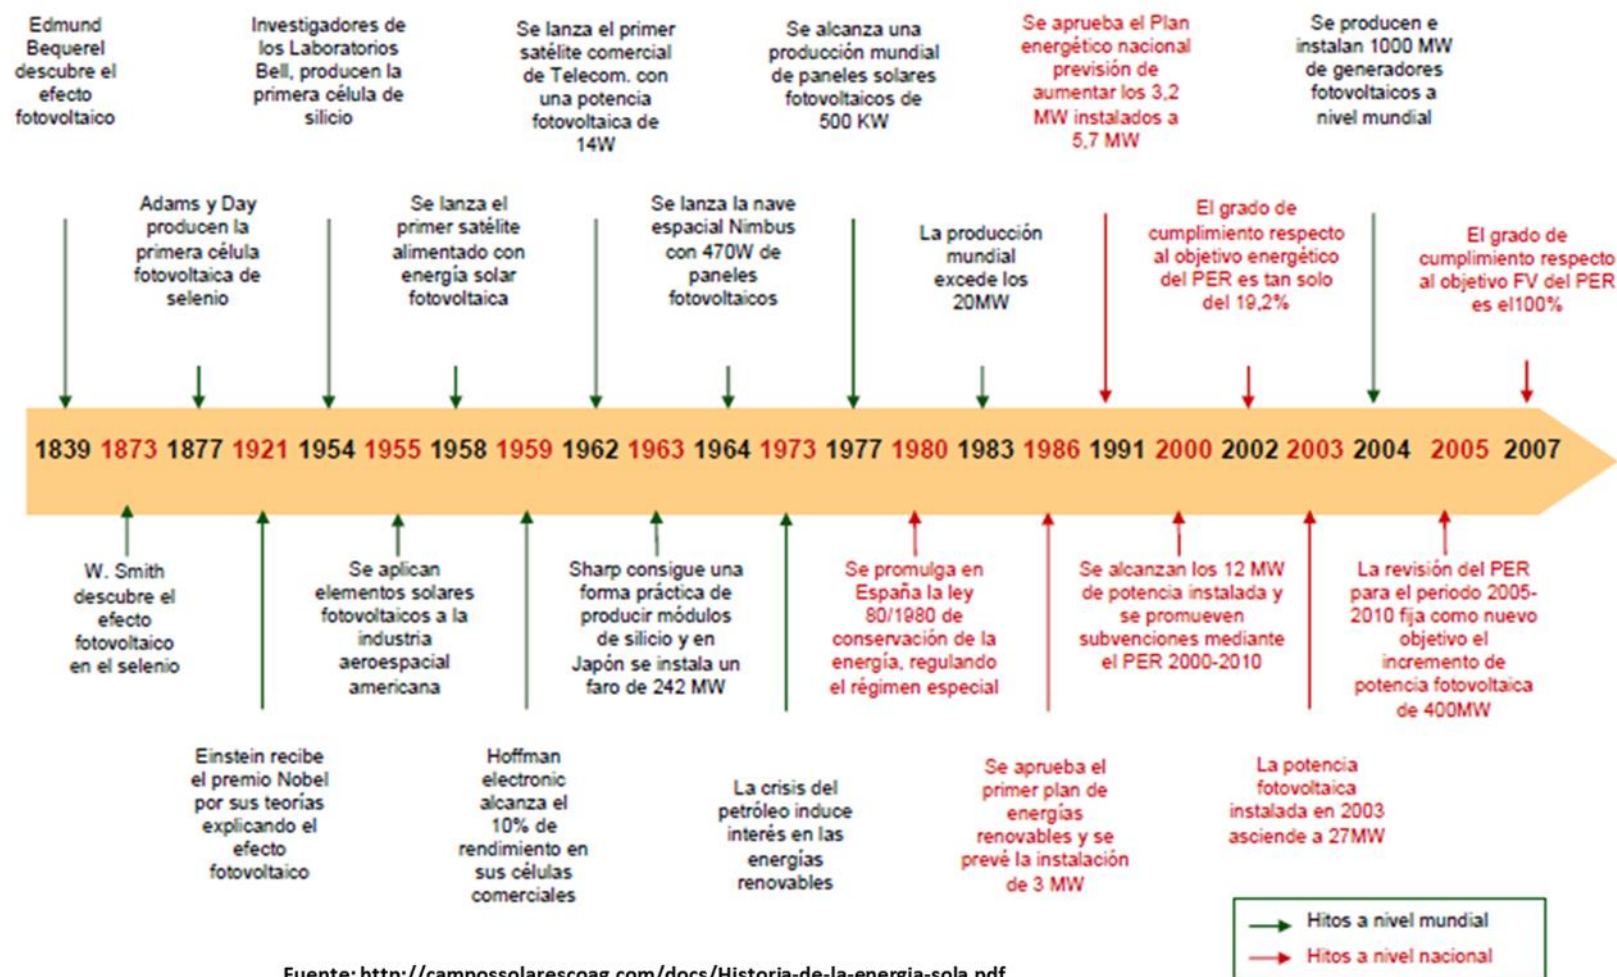 Edmund
Bequerel
descubre el
efecto
fotovoltaico
Investigadores de
los Laboratorios
Bell, producen la
primera célula de
silicio
Se lanza el primer
satélite comercial
de Telecom. con
una potencia
fotovoltaica de
14W
Se alcanza una
producción mundial
de paneles solares
fotovoltaicos de
500 KW
Se aprueba el Plan
energético nacional
previsión de
aumentar los 3,2
MW instalados a
5,7 MW
Se producen e
instalan 1000 MW
de generadores
fotovoltaicos a
nivel mundial
Adams y Day
producen la
primera célula
fotovoltaica de
selenio
Se lanza el
primer satélite
alimentado con
energía solar
fotovoltaica
Se lanza la nave
espacial Nimbus
con 470W de
paneles
fotovoltaicos
La producción
mundial
excede los
20MW
El grado de
cumplimiento respecto
al objetivo energético
del PER es tan solo
del 19,2%
El grado de
cumplimiento respecto
al objetivo FV del PER
es el100%
1839 1873 1877 1921 1954 1955 1958 1959 1962 1963 1964 1973 1977 1980 1983 1986 1991 2000 2002 2003 2004 2005 2007
W. Smith
descubre el
efecto
fotovoltaico
en el selenio
Se aplican
elementos solares
fotovoltaicos a la
industria
aeroespacial
americana
Sharp consigue una
forma práctica de
producir módulos
de silicio y en
Japón se instala un
faro de 242 MW
Se promulga en
España la ley
80/1980 de
conservación de la
energía, regulando
el régimen especial
Se alcanzan los 12 MW
de potencia instalada y
se promueven
subvenciones mediante
el PER 2000-2010
La revisión del PER
para el periodo 2005-
2010 fija como nuevo
objetivo el
incremento de
potencia fotovoltaica
de 400MW
Einstein recibe
el premio Nobel
por sus teorías
explicando el
efecto
fotovoltaico
Hoffman
electronic
alcanza el
10% de
rendimiento en
sus células
comerciales
La crisis del
petróleo induce
interés en las
energías
renovables
Se aprueba el
primer plan de
energías
renovables y se
prevé la instalación
de 3 MW
La potencia
fotovoltaica
instalada en 2003
asciende a 27MW
Hitos a nivel mundial
Hitos a nivel nacional
Fuente: http://campossolarescoag.com/docs/Historia-de-la-energia-sola.pdf